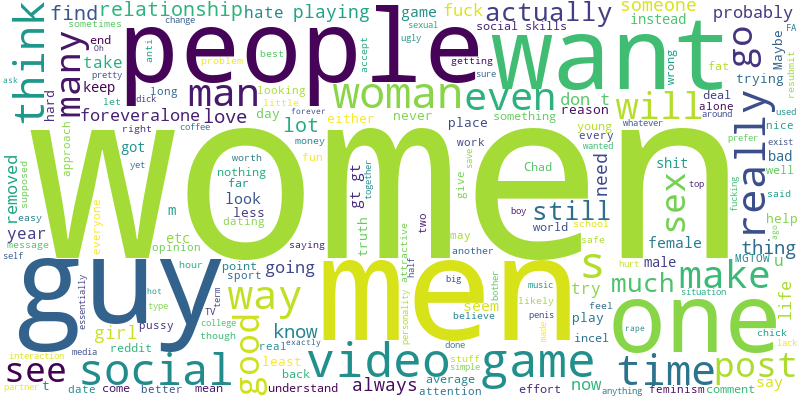 find relationship hate playing game fuck actually someone probably
sometimes change instead
think many people want go
anti end Oh social skills Maybe FA
take pretty best getting wrong trying resubmit
keep problem accept sexual ugly sure fat
hard let dick long looking man woman even don t will deal alone around
ask foreveralone love day little forever never something reason young used
right coffee lot either place whatever really nice
approach got money work every prefer exist
yet women
removed supposed worth fun gt gt give save Chad wanted need shit sex bad well
nothing far together top fucking said
easy look less truth attractive two boy still female help
year m dating may school world thing ago
message everyone etc opinion saying another safe male MGTOW u
self guy hour point sport going men s hurt much make situation life
essentially hot type TV term way half big music bother try feel chick
girl good seem likely play one
pussy college know personality believe penis incel rape lack
reddit though real exactly done made
see social media least video game stuff simple time post
interaction back average now say
partner t date come better mean understand always attention effort anything feminism comment